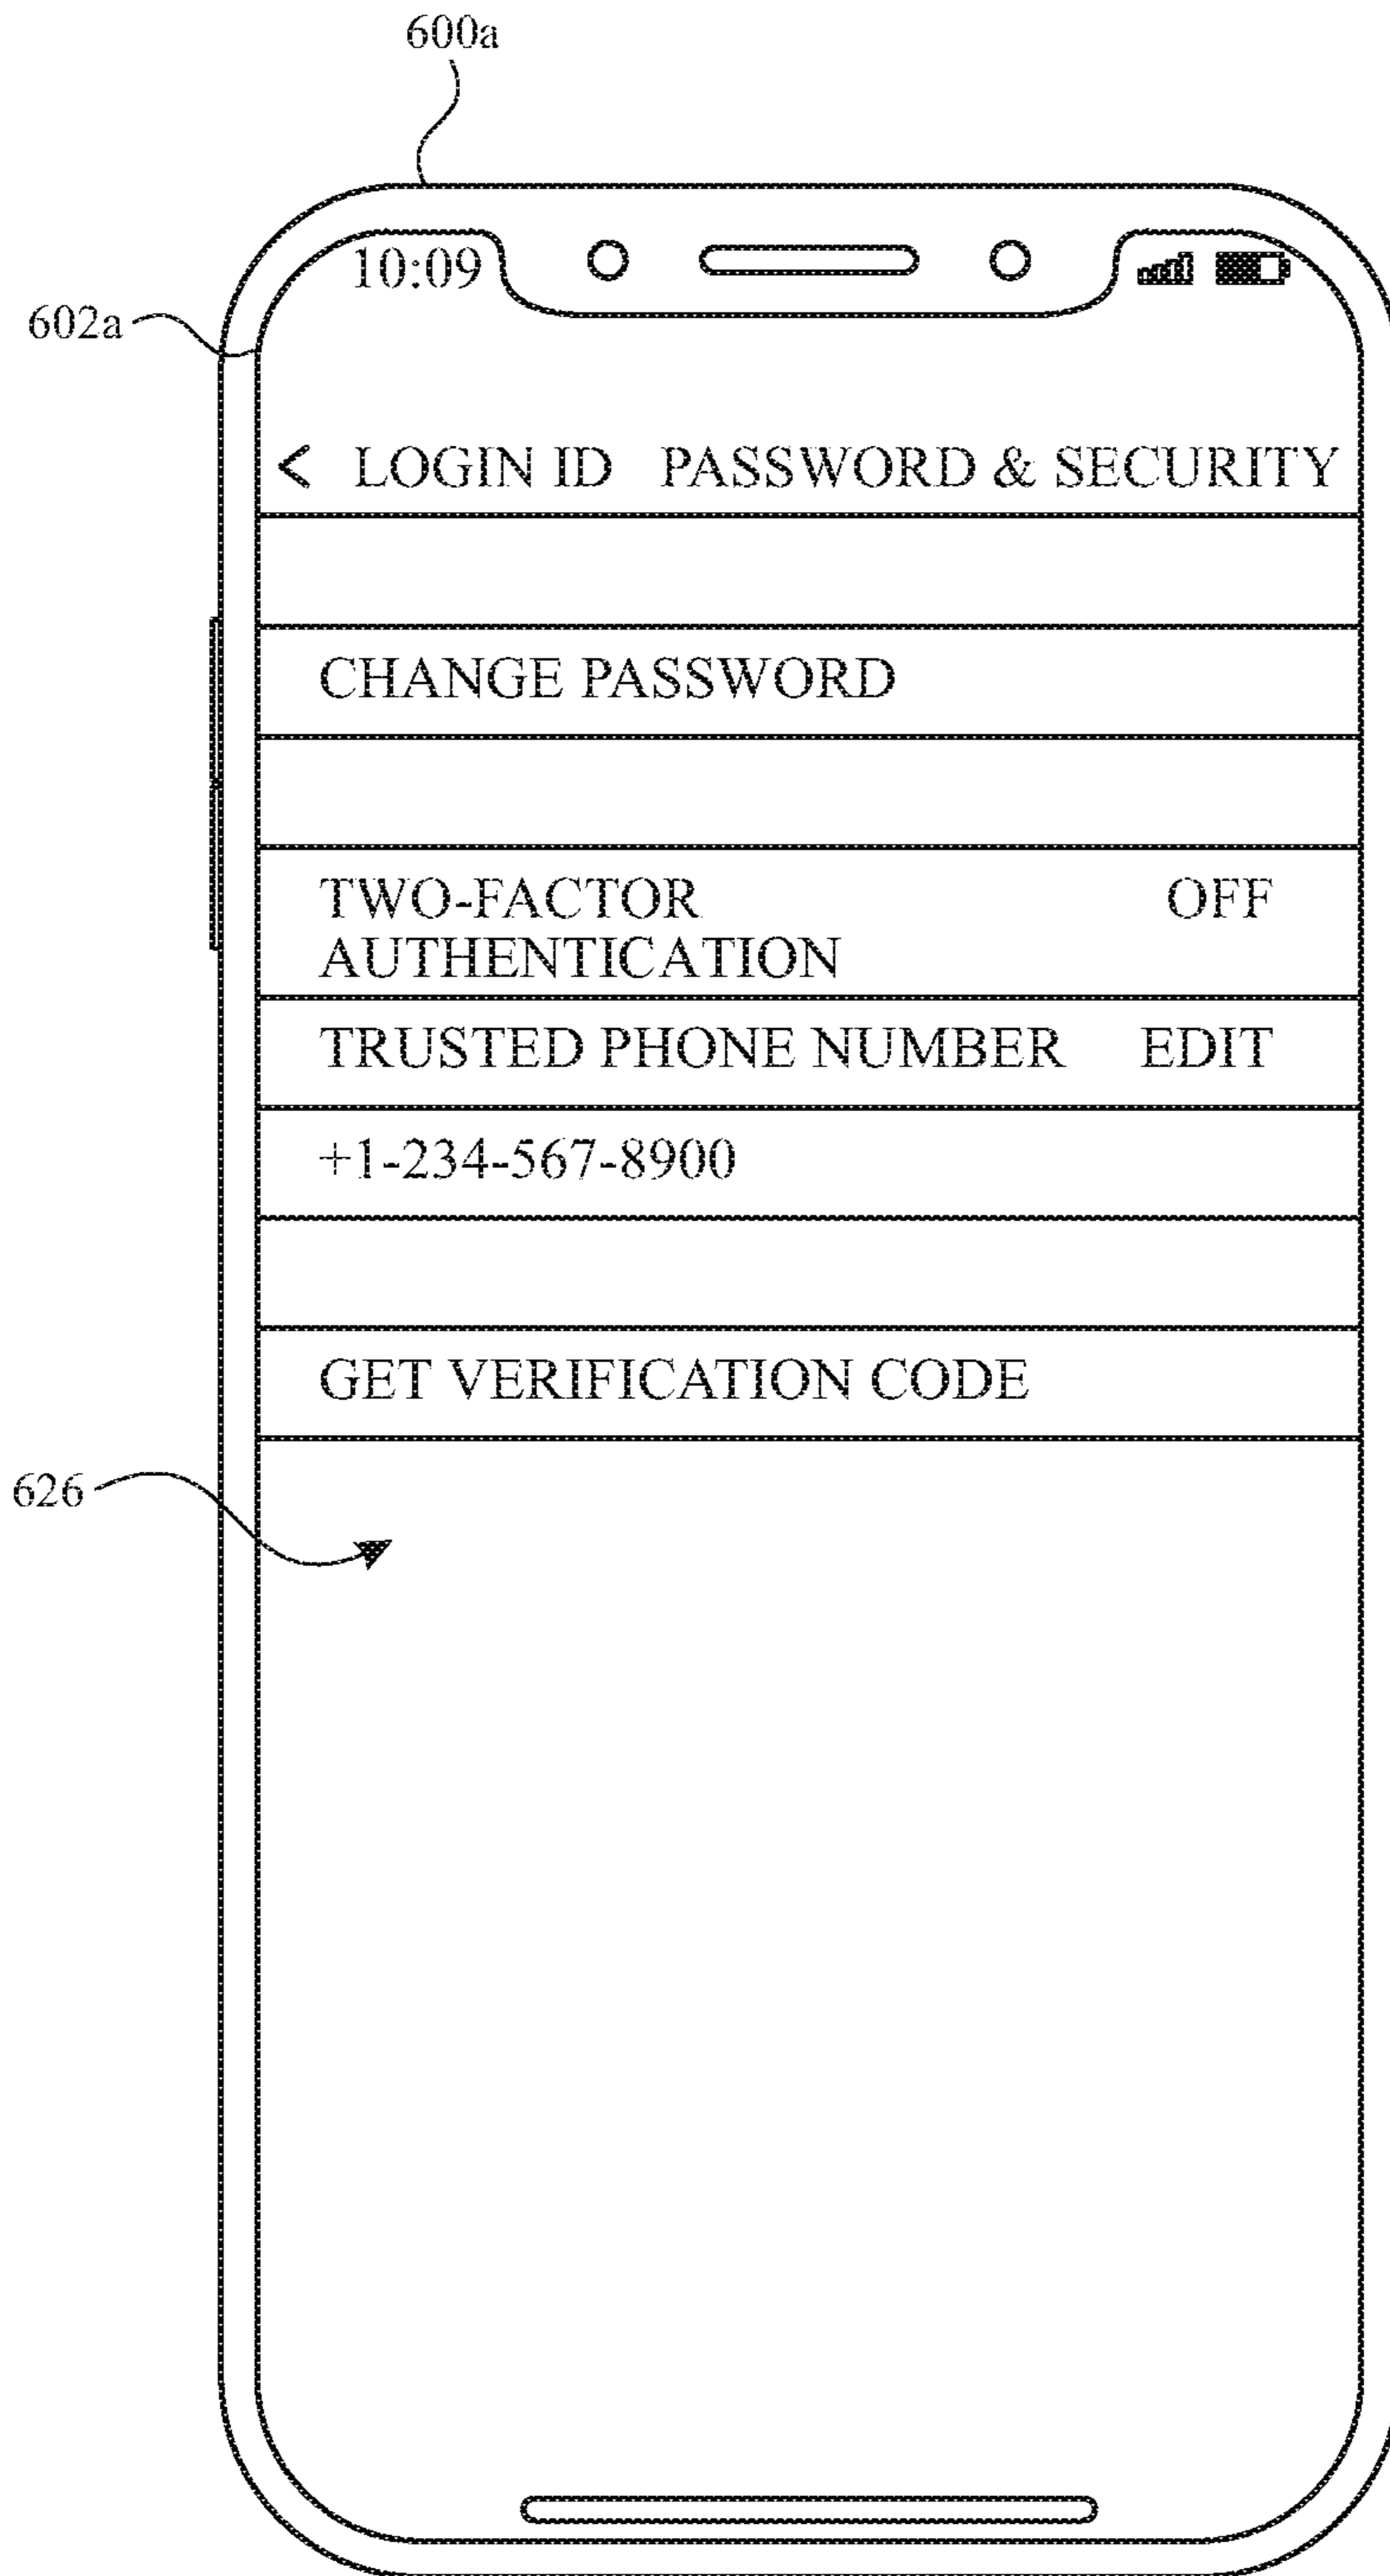 600a
10:09
602a
< LOGIN ID PASSWORD & SECURITY
CHANGE PASSWORD
TWO-FACTOR OFF
AUTHENTICATION
TRUSTED PHONE NUMBER EDIT
+1-234-567-8900
GET VERIFICATION CODE
626